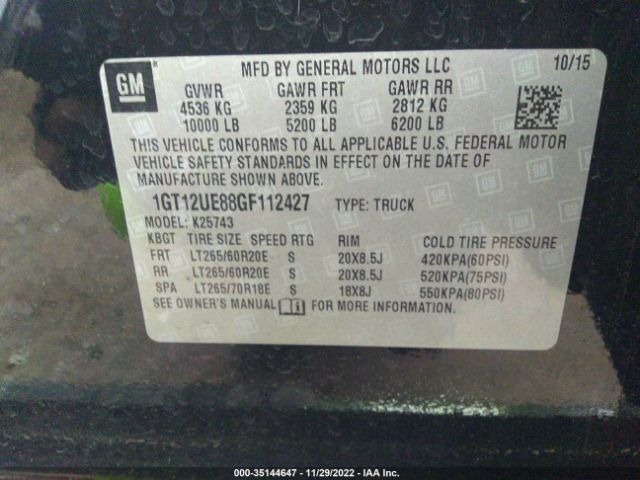 GM
®
MFD BY GENERAL MOTORS LLC 10/15
GVWR GAWR FRT GAWR RR
4536 KG 2359 KG 2812 KG
10000 LB 5200 LB 6200 LB
THIS VEHICLE CONFORMS TO ALL APPLICABLE U.S. FEDERAL MOTOR
VEHICLE SAFETY STANDARDS IN EFFECT ON THE DATE OF
MANUFACTURE SHOWN ABOVE.
1GT12UE88GF112427 TYPE: TRUCK
MODEL: K25743
KBGT TIRE SIZE SPEED RTG RIM COLD TIRE PRESSURE
FRT LT265/60R20E S 20X8.5J 420KPA(60PSI)
RR LT265/60R20E S 20X8.5J 520KPA(75PSI)
SPA LT265/70R18E S 18X8J 550KPA(80PSI)
SEE OWNER'S MANUAL FOR MORE INFORMATION.
000-35144647 - 11/29/2022 - IAA Inc.